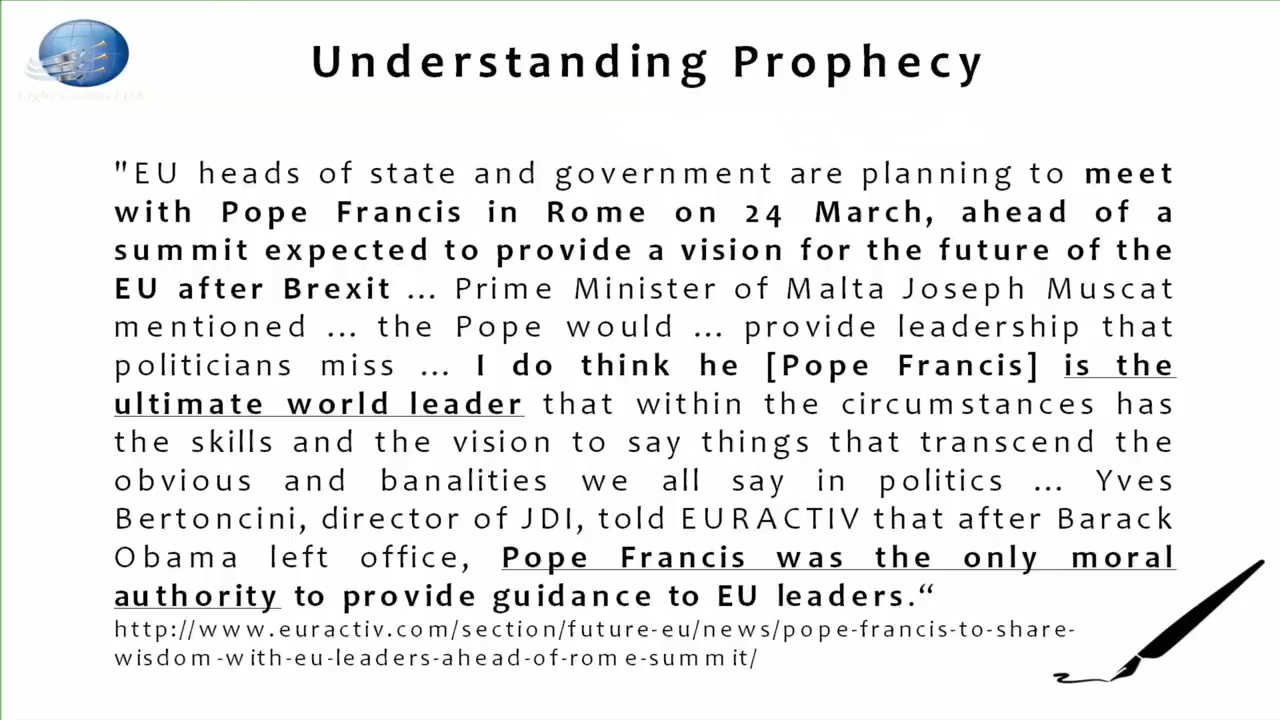 Understanding Prophecy
"EU heads of state and government are planning to meet
with Pope Francis in Rome on 24 March, ahead of a
summit expected to provide a vision for the future of the
EU after Brexit ... Prime Minister of Malta Joseph Muscat
mentioned ... the Pope would ... provide leadership that
politicians miss ... I do think he [Pope Francis] is the
ultimate world leader that within the circumstances has
the skills and the vision to say things that transcend the
obvious and banalities we all say in politics ... Yves
Bertoncini, director of JDI, told EURACTIV that after Barack
Obama left office, Pope Francis was the only moral
authority to provide guidance to EU leaders.“
http://www.euractiv.com/section/future-eu/news/pope-francis-to-share-
wisdom-with-eu-leaders-ahead-of-rome-summit/